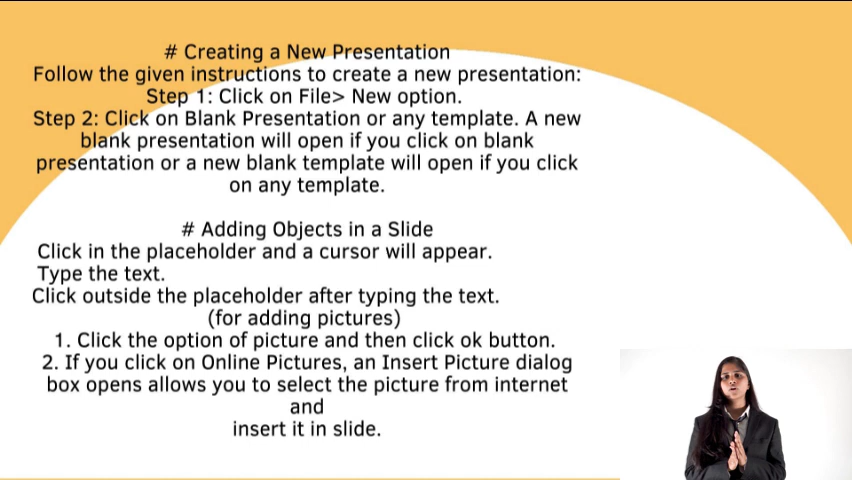 # Creating a New Presentation
Follow the given instructions to create a new presentation:
Step 1: Click on File> New option.
Step 2: Click on Blank Presentation or any template. A new
blank presentation will open if you click on blank
presentation or a new blank template will open if you click
on any template.
# Adding Objects in a Slide
Click in the placeholder and a cursor will appear.
Type the text.
Click outside the placeholder after typing the text.
(for adding pictures)
1. Click the option of picture and then click ok button.
2. If you click on Online Pictures, an Insert Picture dialog
box opens allows you to select the picture from internet
and
insert it in slide.